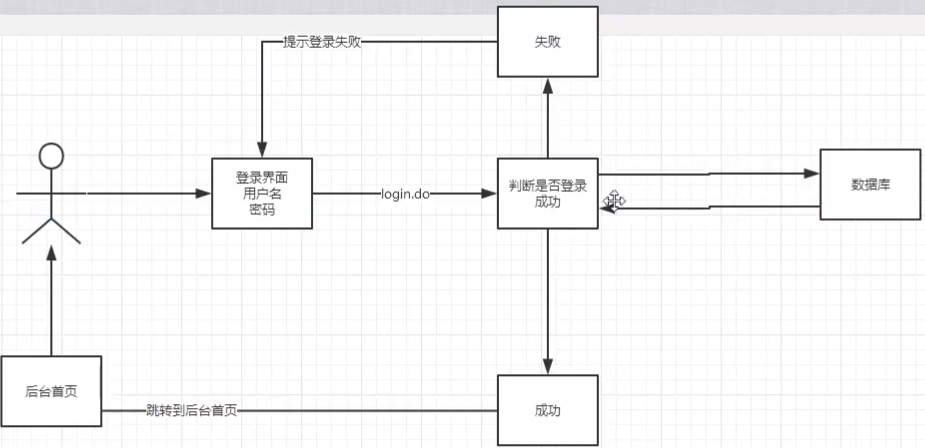 失败
提示登录失败
登录界面
用户名
密码
login.do
判断是否登录
成功
数据库
后台首页
跳转到后台首页
成功